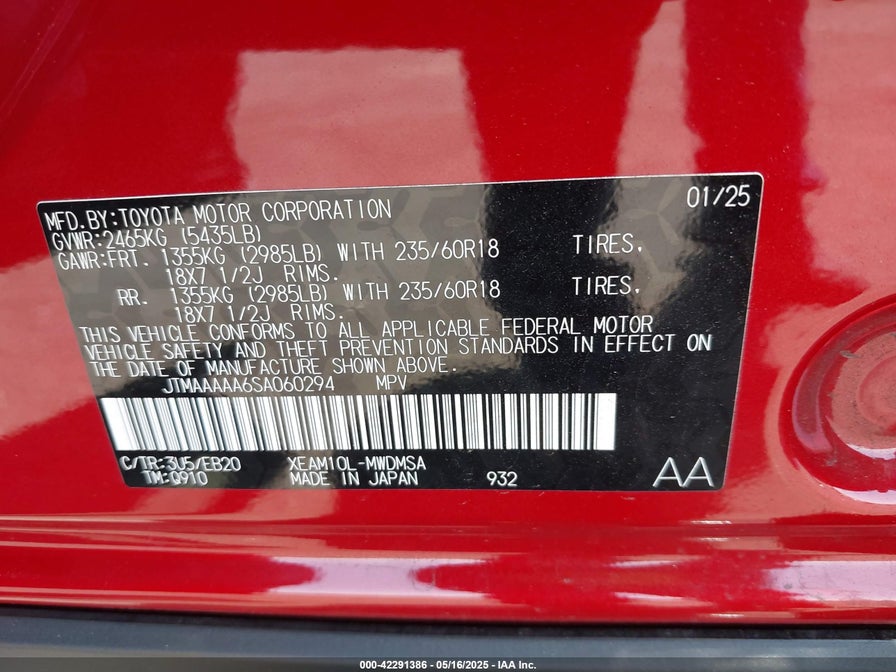 MFD.BY:TOYOTA MOTOR CORPORATION 01/25
GVWR:2465KG (5435LB)
GAWR:FRT. 1355KG (2985LB) WITH 235/60R18 TIRES,
18X7 1/2J RIMS.
RR. 1355KG (2985LB) WITH 235/60R18 TIRES,
18X7 1/2J RIMS.
THIS VEHICLE CONFORMS TO ALL APPLICABLE FEDERAL MOTOR
VEHICLE SAFETY AND THEFT PREVENTION STANDARDS IN EFFECT ON
THE DATE OF MANUFACTURE SHOWN ABOVE.
JTMAAAAA6SA060294 MPV
C/TR:3U5/EB20 XEAM10L-MWDMSA
TM:Q910 MADE IN JAPAN 932 AA
000-42291386 - 05/16/2025 - IAA Inc.